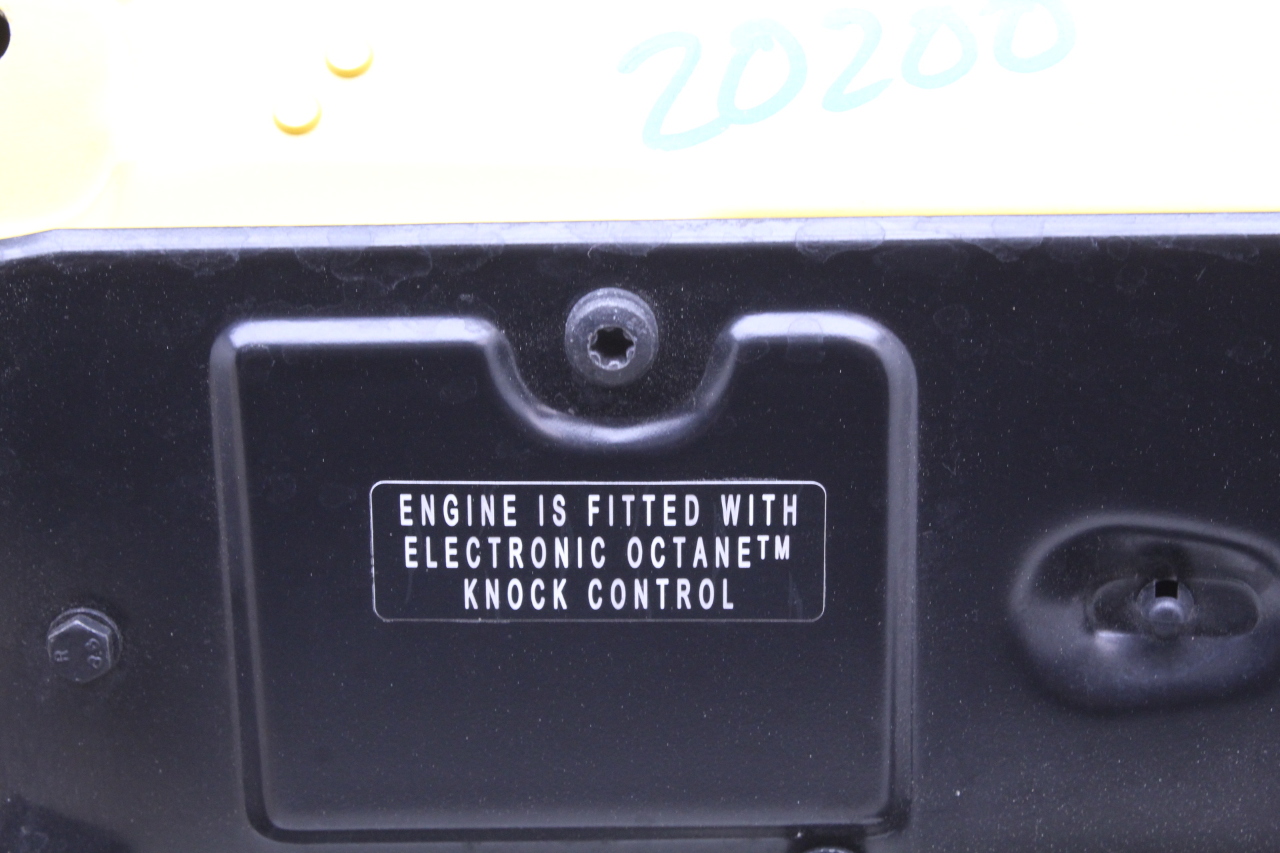 20200
ENGINE IS FITTED WITH
ELECTRONIC OCTANE™
KNOCK CONTROL